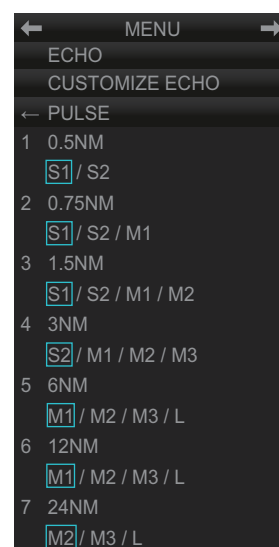 ← MENU →
ECHO
CUSTOMIZE ECHO
← PULSE
1 0.5NM
S1 / S2
2 0.75NM
S1 / S2 / M1
3 1.5NM
S1 / S2 / M1 / M2
4 3NM
S2 / M1 / M2 / M3
5 6NM
M1 / M2 / M3 / L
6 12NM
M1 / M2 / M3 / L
7 24NM
M2 / M3 / L